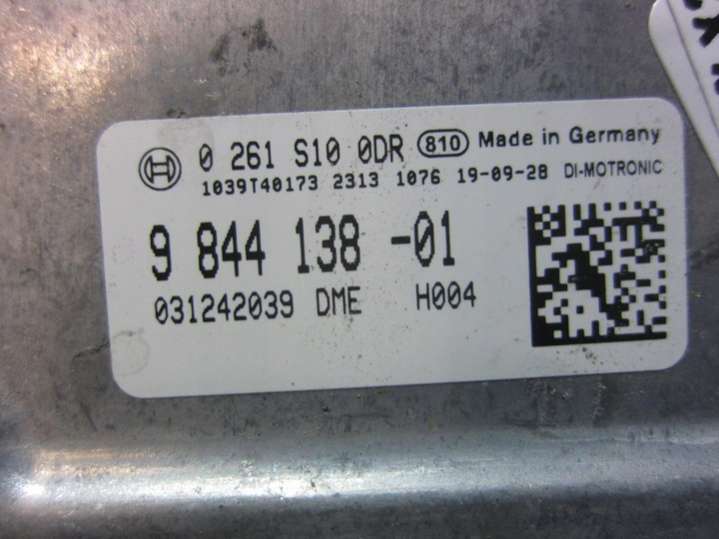 0 261 S10 0DR 810 Made in Germany
1039T40173 2313 1076 19-09-28 DI-MOTRONIC
9 844 138 -01
031242039 DME H004